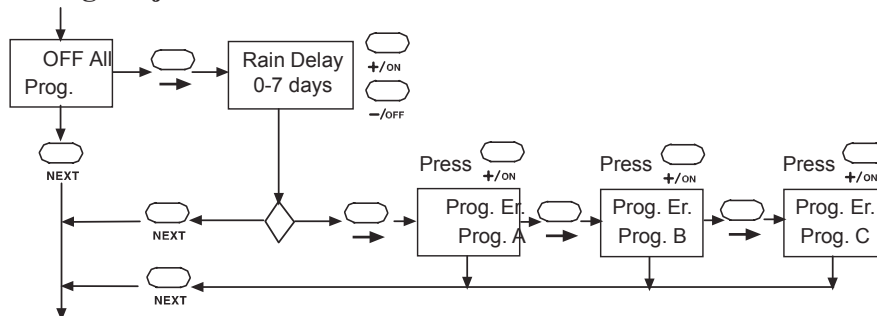 OFF All
Prog.
Rain Delay
0-7 days
+/ON
−/OFF
NEXT
Press
+/ON
Press
+/ON
Press
+/ON
Prog. Er.
Prog. A
Prog. Er.
Prog. B
Prog. Er.
Prog. C
NEXT
NEXT